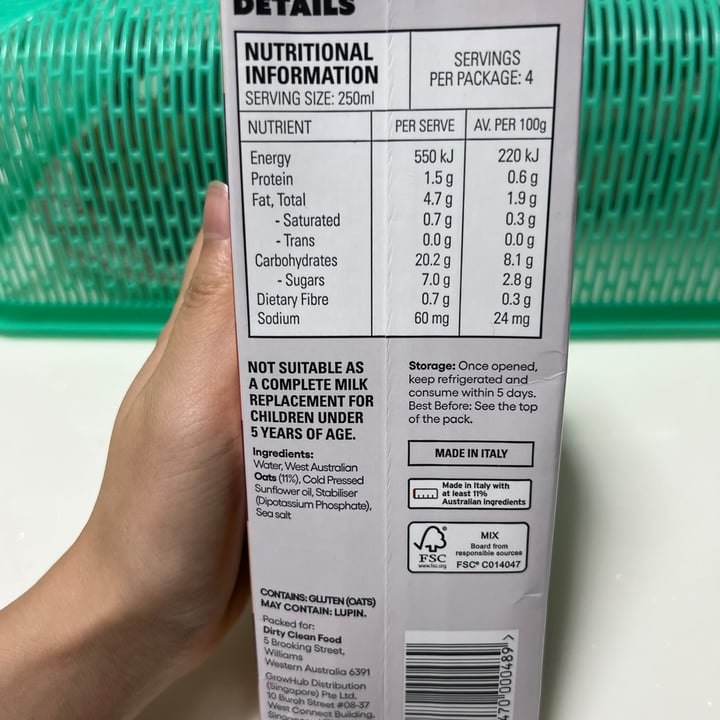 DETAILS
NUTRITIONAL
INFORMATION
SERVING SIZE: 250ml
SERVINGS
PER PACKAGE: 4
NUTRIENT PER SERVE AV. PER 100g
Energy 550 kJ 220 kJ
Protein 1.5 g 0.6 g
Fat, Total 4.7 g 1.9 g
- Saturated 0.7 g 0.3 g
- Trans 0.0 g 0.0 g
Carbohydrates 20.2 g 8.1 g
- Sugars 7.0 g 2.8 g
Dietary Fibre 0.7 g 0.3 g
Sodium 60 mg 24 mg
NOT SUITABLE AS
A COMPLETE MILK
REPLACEMENT FOR
CHILDREN UNDER
5 YEARS OF AGE.
Ingredients:
Water, West Australian
Oats (11%), Cold Pressed
Sunflower oil, Stabiliser
(Dipotassium Phosphate),
Sea salt
CONTAINS: GLUTEN (OATS)
MAY CONTAIN: LUPIN.
Packed for:
Dirty Clean Food
5 Brooking Street,
Williams
Western Australia 6391
GrowHub Distribution
(Singapore) Pte Ltd,
10 Buroh Street #08-37
West Connect Building,
Storage: Once opened,
keep refrigerated and
consume within 5 days.
Best Before: See the top
of the pack.
MADE IN ITALY
Made in Italy with
at least 11%
Australian ingredients
FSC
www.fsc.org
MIX
Board from
responsible sources
FSC® C014047
470 000489 >